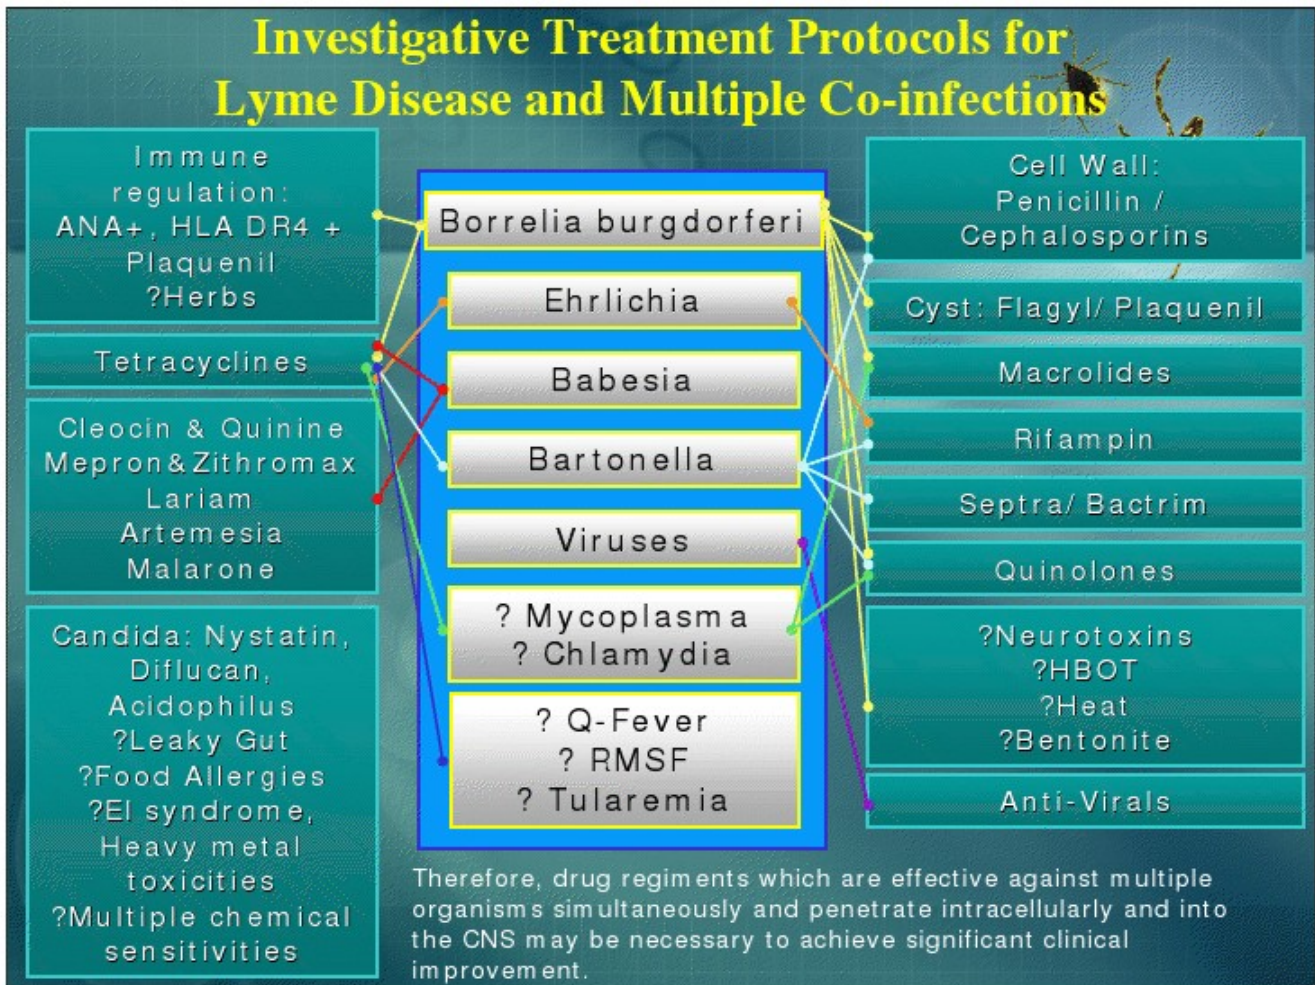 Investigative Treatment Protocols for
Lyme Disease and Multiple Co-infections
Immune
regulation:
ANA+, HLA DR4 +
Plaquenil
?Herbs
Tetracyclines
Cleocin & Quinine
Mepron&Zithromax
Lariam
Artemesia
Malarone
Candida: Nystatin,
Diflucan,
Acidophilus
?Leaky Gut
?Food Allergies
?EI syndrome,
Heavy metal
toxicities
?Multiple chemical
sensitivities
Borrelia burgdorferi
Ehrlichia
Babesia
Bartonella
Viruses
? Mycoplasma
? Chlamydia
? Q-Fever
? RMSF
? Tularemia
Cell Wall:
Penicillin /
Cephalosporins
Cyst: Flagyl/ Plaquenil
Macrolides
Rifampin
Septra/ Bactrim
Quinolones
?Neurotoxins
?HBOT
?Heat
?Bentonite
Anti-Virals
Therefore, drug regiments which are effective against multiple
organisms simultaneously and penetrate intracellularly and into
the CNS may be necessary to achieve significant clinical
improvement.